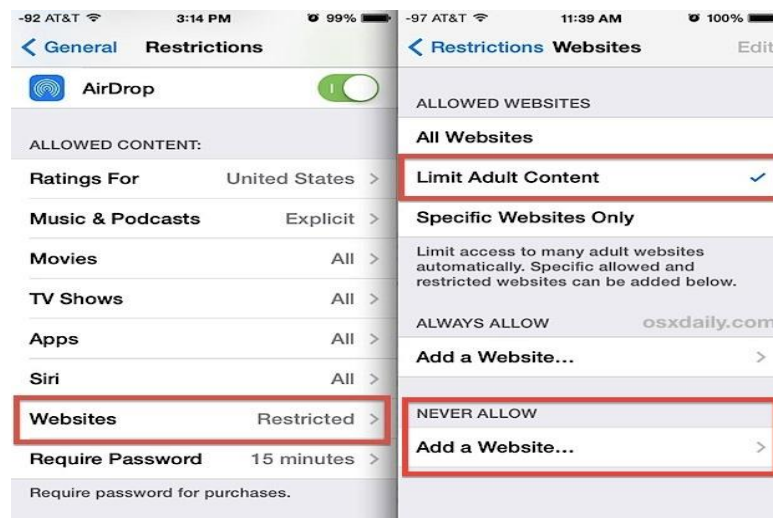 -92 AT&T 3:14 PM 99%
General Restrictions
AirDrop
ALLOWED CONTENT:
Ratings For United States
Music & Podcasts Explicit
Movies All
TV Shows All
Apps All
Siri All
Websites Restricted
Require Password 15 minutes
Require password for purchases.
-97 AT&T 11:39 AM 100%
Restrictions Websites Edit
ALLOWED WEBSITES
All Websites
Limit Adult Content
Specific Websites Only
Limit access to many adult websites
automatically. Specific allowed and
restricted websites can be added below.
ALWAYS ALLOW osxdaily.com
Add a Website...
NEVER ALLOW
Add a Website...